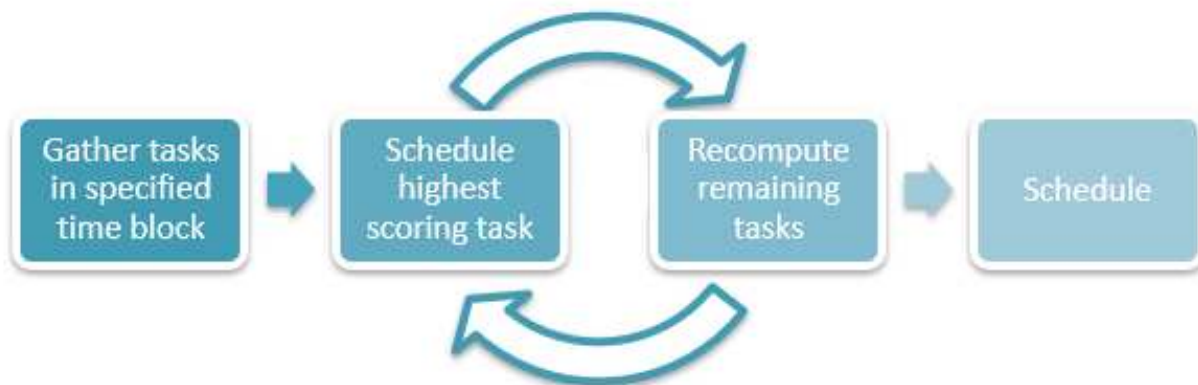 Gather tasks
in specified
time block
Schedule
highest
scoring task
Recompute
remaining
tasks
Schedule